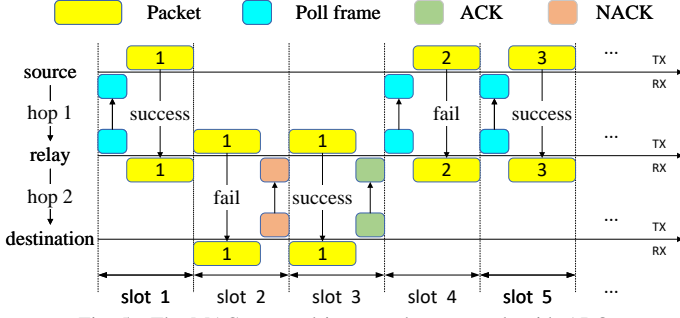 Packet Poll frame ACK NACK
1 2 3 ... TX
source RX
hop 1 success fail success
1 1 ... TX
relay RX
1 2 3
hop 2 fail success
... TX
destination RX
1 1
slot 1 slot 2 slot 3 slot 4 slot 5 ...